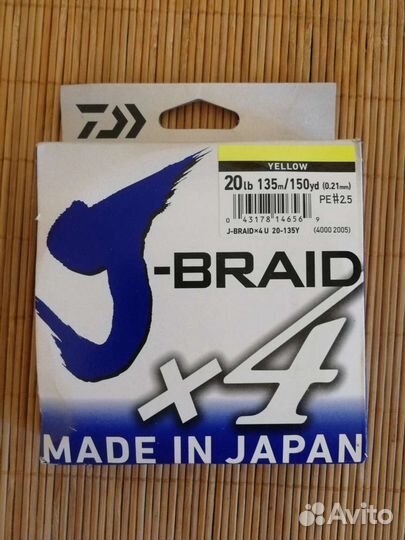 YELLOW
20lb 135m/150yd (0.21mm)
PE#2.5
0 43178 14656 9
J-BRAID×4 U 20-135Y (4000 2005)
J-BRAID
×4
MADE IN JAPAN
Avito